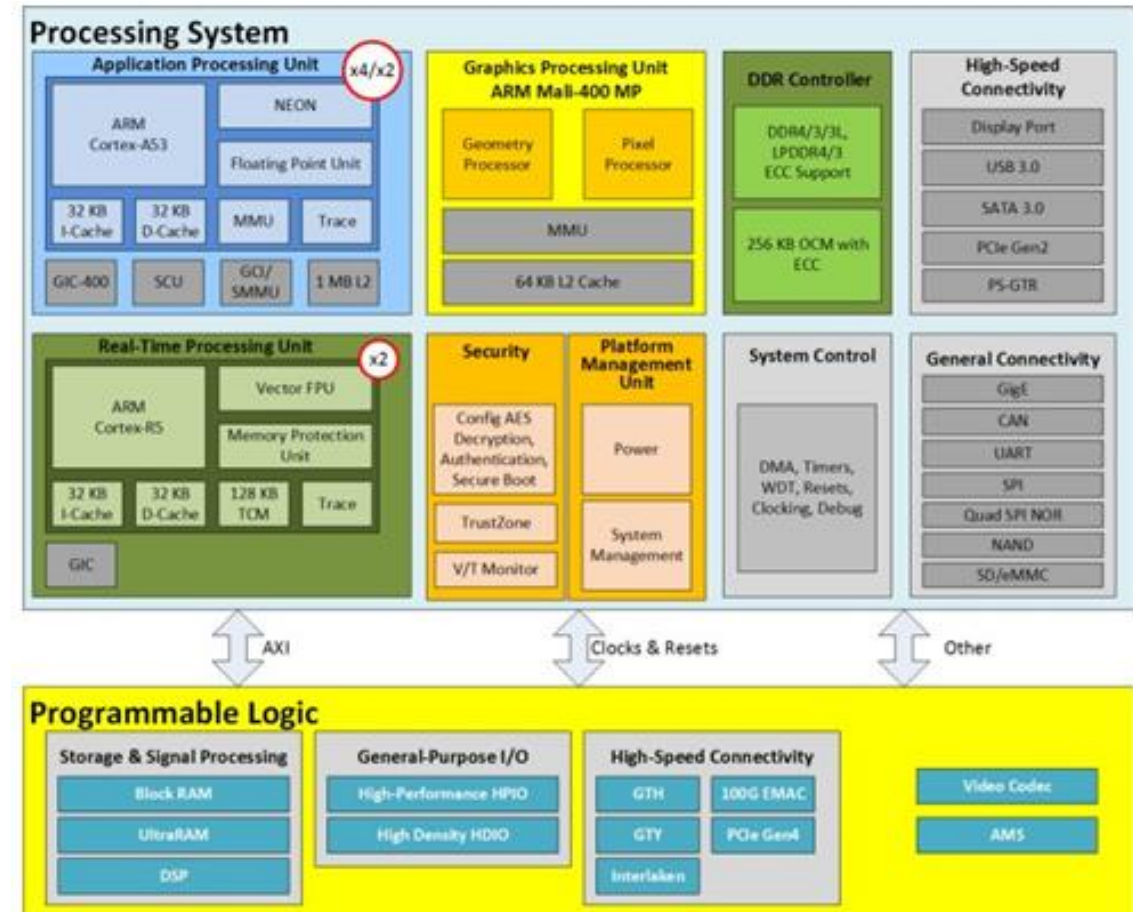 Processing System
Application Processing Unit
x4/x2
ARM
Cortex-A53
NEON
Floating Point Unit
32 KB
I-Cache
32 KB
D-Cache
MMU
Trace
GIC-400
SCU
GCI/
SMMU
1 MB L2
Graphics Processing Unit
ARM Mali-400 MP
Geometry
Processor
Pixel
Processor
MMU
64 KB L2 Cache
DDR Controller
DDR4/3/3L,
LPDDR4/3
ECC Support
256 KB OCM with
ECC
High-Speed
Connectivity
Display Port
USB 3.0
SATA 3.0
PCIe Gen2
PS-GTR
Real-Time Processing Unit
x2
ARM
Cortex-R5
Vector FPU
Memory Protection
Unit
32 KB
I-Cache
32 KB
D-Cache
128 KB
TCM
Trace
GIC
Security
Config AES
Decryption,
Authentication,
Secure Boot
TrustZone
V/T Monitor
Platform
Management
Unit
Power
System
Management
System Control
DMA, Timers,
WDT, Resets,
Clocking, Debug
General Connectivity
GigE
CAN
UART
SPI
Quad SPI NOR
NAND
SD/eMMC
AXI
Clocks & Resets
Other
Programmable Logic
Storage & Signal Processing
Block RAM
UltraRAM
DSP
General-Purpose I/O
High-Performance HPIO
High Density HDIO
High-Speed Connectivity
GTH
100G EMAC
GTY
PCIe Gen4
Interlaken
Video Codec
AMS